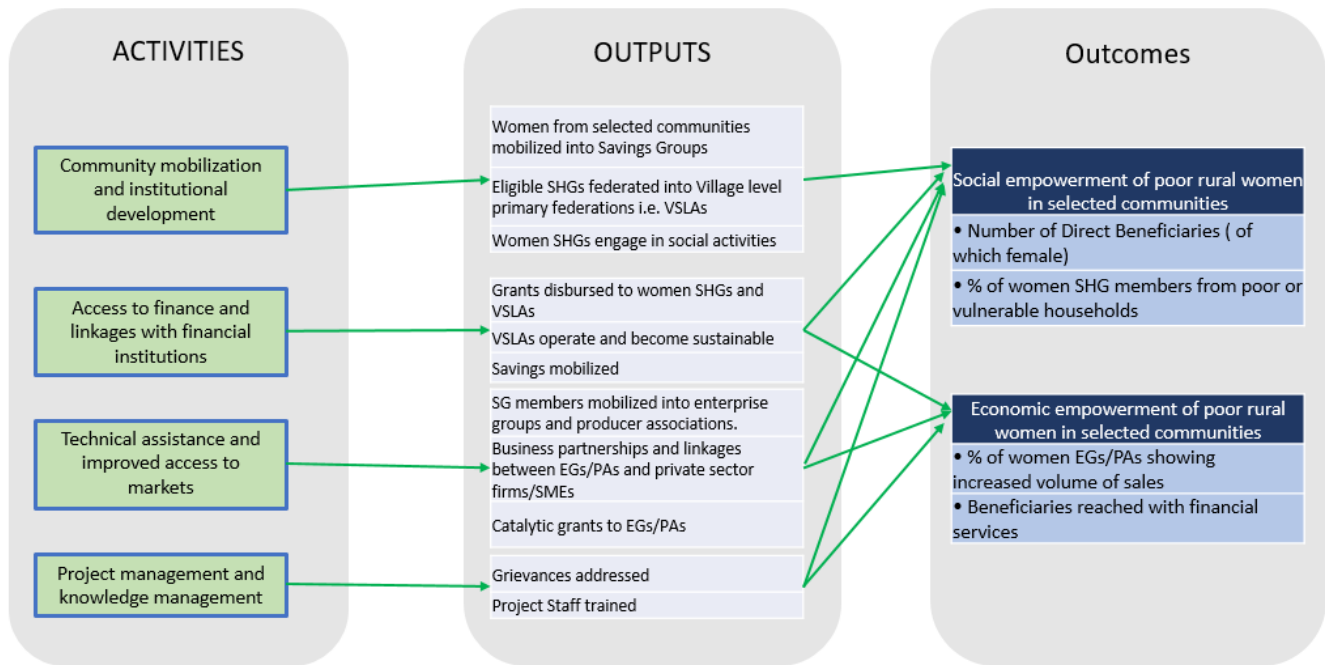 ACTIVITIES
Community mobilization
and institutional
development
Access to finance and
linkages with financial
institutions
Technical assistance and
improved access to
markets
Project management and
knowledge management
OUTPUTS
Women from selected communities
mobilized into Savings Groups
Eligible SHGs federated into Village level
primary federations i.e. VSLAs
Women SHGs engage in social activities
Grants disbursed to women SHGs and
VSLAs
VSLAs operate and become sustainable
Savings mobilized
SG members mobilized into enterprise
groups and producer associations.
Business partnerships and linkages
between EGs/PAs and private sector
firms/SMEs
Catalytic grants to EGs/PAs
Grievances addressed
Project Staff trained
Outcomes
Social empowerment of poor rural women
in selected communities
• Number of Direct Beneficiaries ( of
which female)
• % of women SHG members from poor or
vulnerable households
Economic empowerment of poor rural
women in selected communities
• % of women EGs/PAs showing
increased volume of sales
• Beneficiaries reached with financial
services